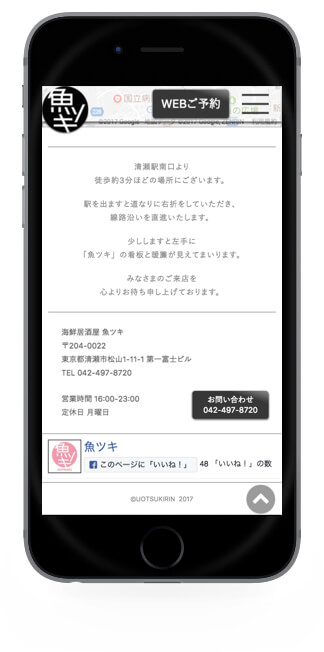 魚ツキ
国立病
WEBご予約
©2017 Google
清瀬駅南口より
徒歩約3分ほどの場所にございます。
駅を出ますと道なりに右折をしていただき、
線路沿いを直進いたします。
少ししますと左手に
「魚ツキ」の看板と暖簾が見えてまいります。
みなさまのご来店を
心よりお待ち申し上げております。
海鮮居酒屋 魚ツキ
〒204-0022
東京都清瀬市松山1-11-1 第一富士ビル
TEL 042-497-8720
営業時間 16:00-23:00
定休日 月曜日
お問い合わせ
042-497-8720
魚ツキ
魚ツキ
このページに「いいね！」
48 「いいね！」の数
©UOTSUKIRIN 2017